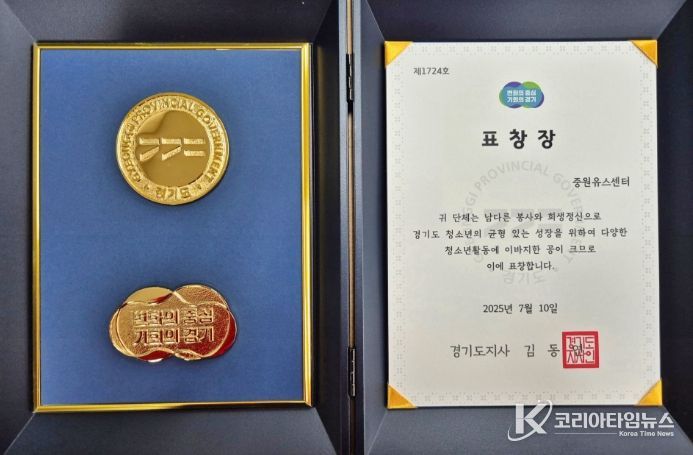 GYEONGGI PROVINCIAL GOVERNMENT
경기도
변화의 중심
기회의 경기
제1724호
변화의 중심
기회의 경기
표창장
중원유스센터
귀 단체는 남다른 봉사와 희생정신으로
경기도 청소년의 균형 있는 성장을 위하여 다양한
청소년활동에 이바지한 공이 크므로
이에 표창합니다.
2025년 7월 10일
경기도지사 김 동
K 코리아타임뉴스
Korea Time News